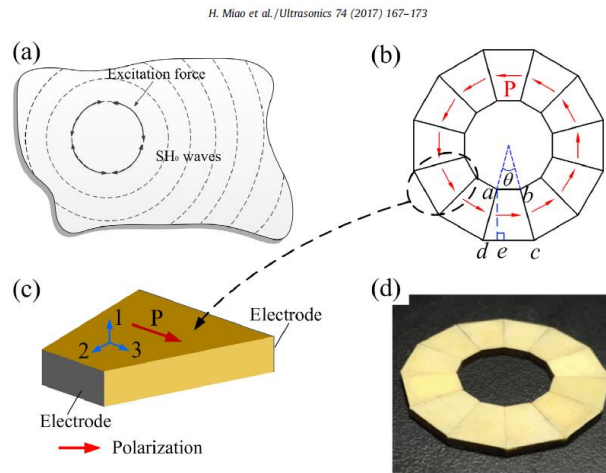 H. Miao et al./Ultrasonics 74 (2017) 167–173
(a)
Excitation force
SH₀ waves
(b)
P
θ
a
b
d
e
c
(c)
P
1
2
3
Electrode
Electrode
Polarization
(d)